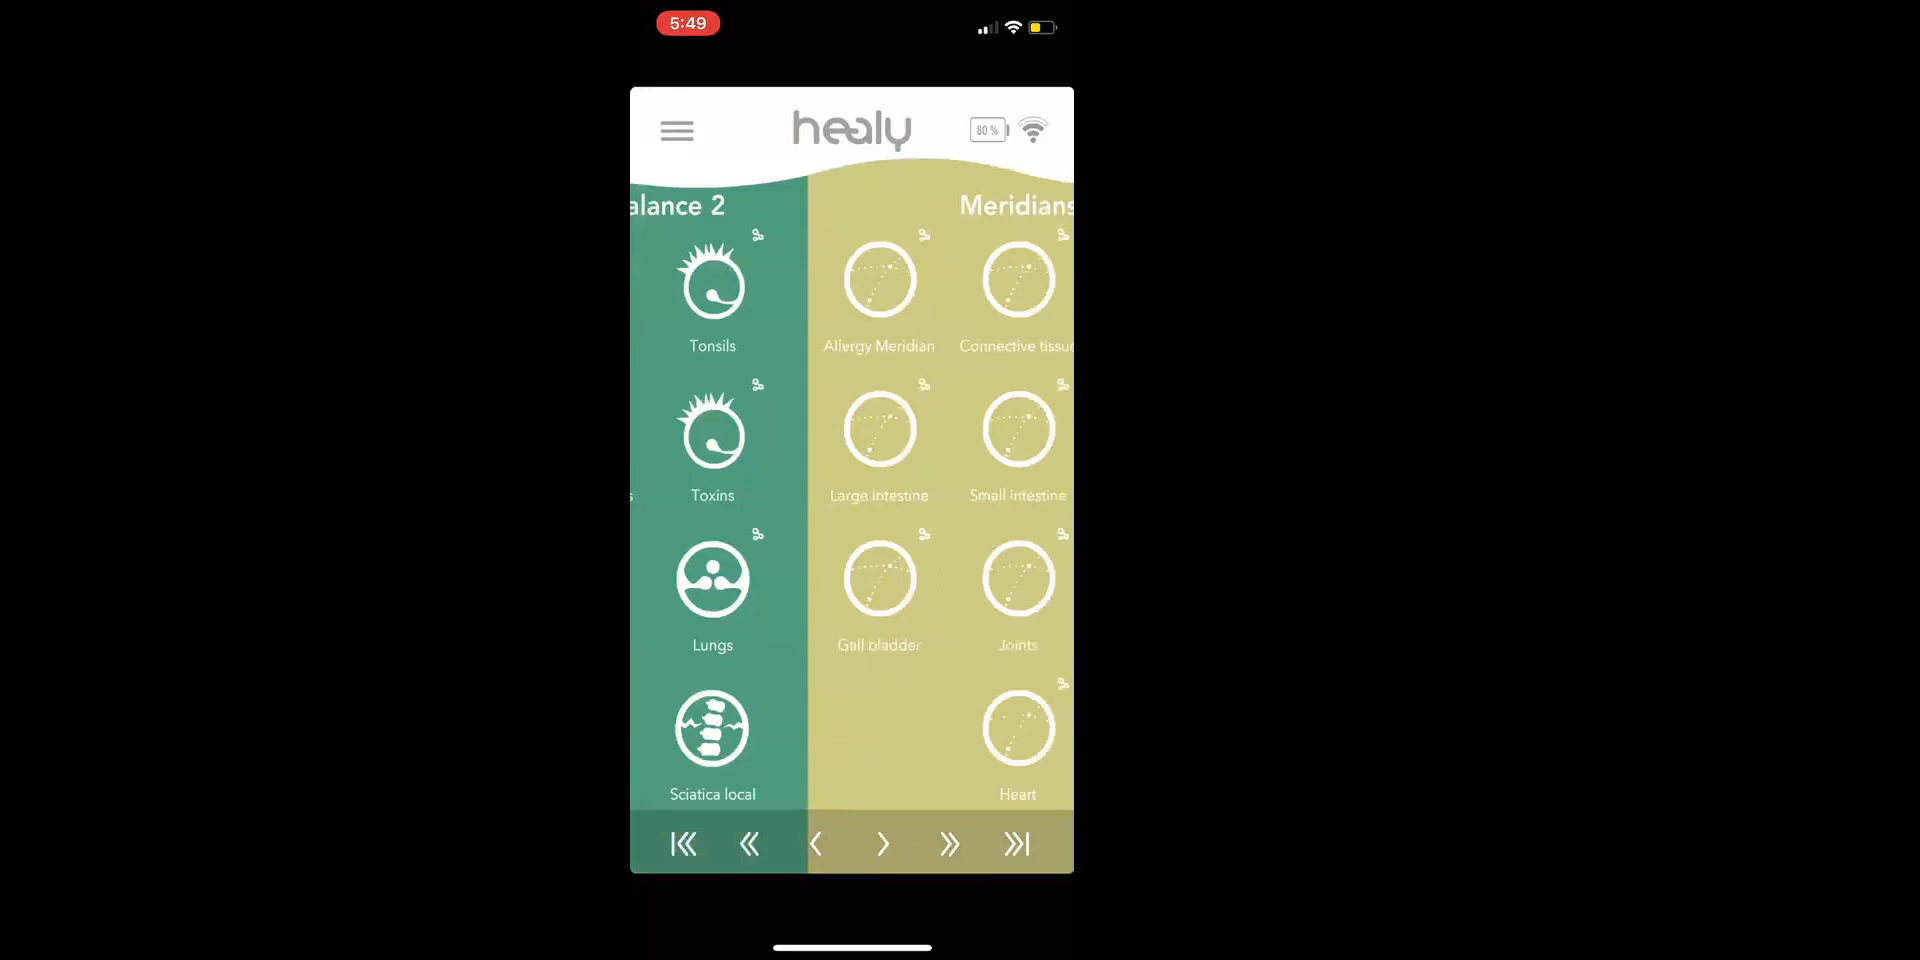 5:49
healy
80 %
alance 2
Meridians
Tonsils
Allergy Meridian
Connective tissue
s
Toxins
Large intestine
Small intestine
Lungs
Gall bladder
Joints
Sciatica local
Heart